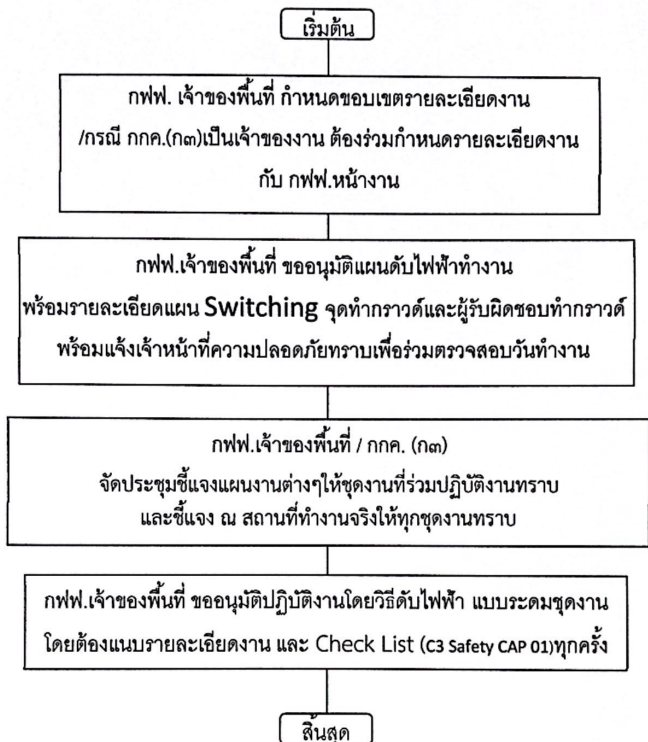 เริ่มต้น
กฟฟ. เจ้าของพื้นที่ กำหนดขอบเขตรายละเอียดงาน
/กรณี กกค.(ก๓)เป็นเจ้าของงาน ต้องร่วมกำหนดรายละเอียดงาน
กับ กฟฟ.หน้างาน
กฟฟ.เจ้าของพื้นที่ ขออนุมัติแผนดับไฟฟ้าทำงาน
พร้อมรายละเอียดแผน Switching จุดทำกราวด์และผู้รับผิดชอบทำกราวด์
พร้อมแจ้งเจ้าหน้าที่ความปลอดภัยทราบเพื่อร่วมตรวจสอบวันทำงาน
กฟฟ.เจ้าของพื้นที่ / กกค. (ก๓)
จัดประชุมชี้แจงแผนงานต่างๆให้ชุดงานที่ร่วมปฏิบัติงานทราบ
และชี้แจง ณ สถานที่ทำงานจริงให้ทุกชุดงานทราบ
กฟฟ.เจ้าของพื้นที่ ขออนุมัติปฏิบัติงานโดยวิธีดับไฟฟ้า แบบระดมชุดงาน
โดยต้องแนบรายละเอียดงาน และ Check List (C3 Safety CAP 01)ทุกครั้ง
สิ้นสุด